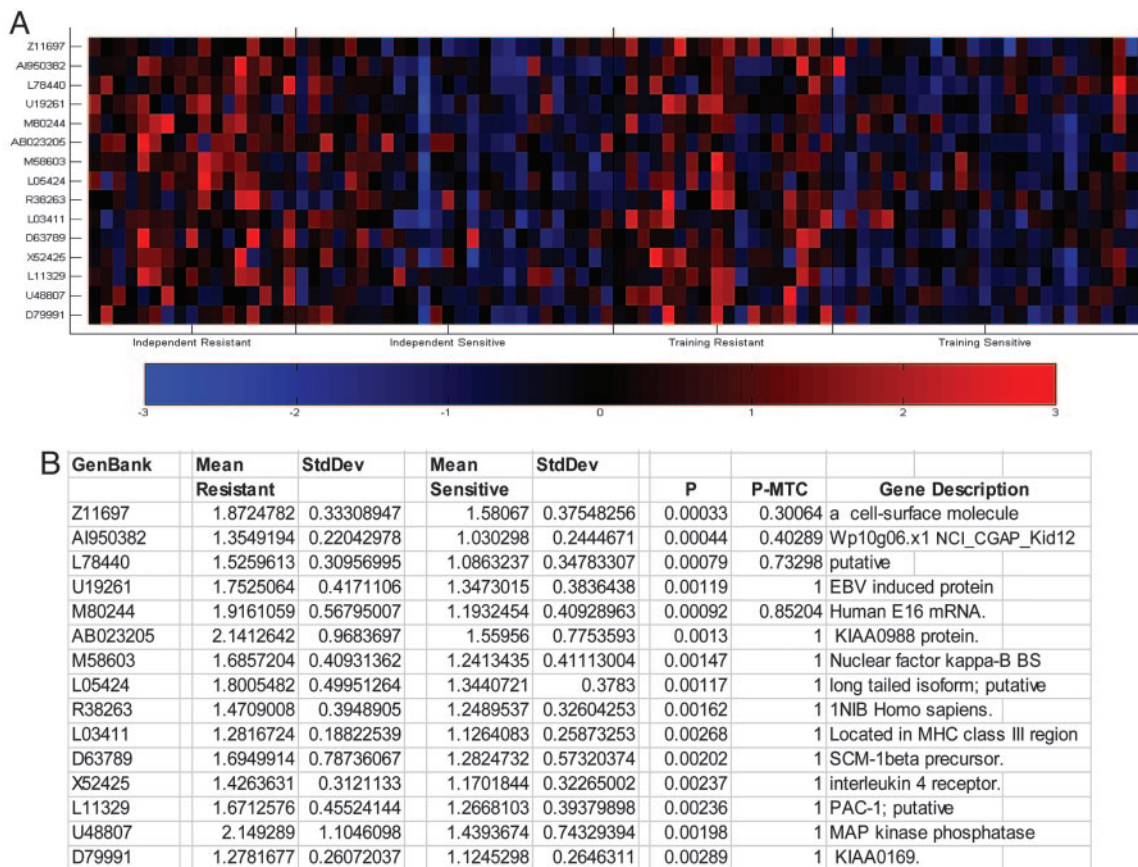 A
Z11697
AI950382
L78440
U19261
M80244
AB023205
M58603
L05424
R38263
L03411
D63789
X52425
L11329
U48807
D79991
Independent Resistant Independent Sensitive Training Resistant Training Sensitive
-3 -2 -1 0 1 2 3
B
GenBank Mean StdDev Mean StdDev
Resistant Sensitive P P-MTC Gene Description
Z11697 1.8724782 0.33308947 1.58067 0.37548256 0.00033 0.30064 a cell-surface molecule
AI950382 1.3549194 0.22042978 1.030298 0.2444671 0.00044 0.40289 Wp10g06.x1 NCI_CGAP_Kid12
L78440 1.5259613 0.30956995 1.0863237 0.34783307 0.00079 0.73298 putative
U19261 1.7525064 0.4171106 1.3473015 0.3836438 0.00119 1 EBV induced protein
M80244 1.9161059 0.56795007 1.1932454 0.40928963 0.00092 0.85204 Human E16 mRNA.
AB023205 2.1412642 0.9683697 1.55956 0.7753593 0.0013 1 KIAA0988 protein.
M58603 1.6857204 0.40931362 1.2413435 0.41113004 0.00147 1 Nuclear factor kappa-B BS
L05424 1.8005482 0.49951264 1.3440721 0.3783 0.00117 1 long tailed isoform; putative
R38263 1.4709008 0.3948905 1.2489537 0.32604253 0.00162 1 1NIB Homo sapiens.
L03411 1.2816724 0.18822539 1.1264083 0.25873253 0.00268 1 Located in MHC class III region
D63789 1.6949914 0.78736067 1.2824732 0.57320374 0.00202 1 SCM-1beta precursor.
X52425 1.4263631 0.3121133 1.1701844 0.32265002 0.00237 1 interleukin 4 receptor.
L11329 1.6712576 0.45524144 1.2668103 0.39379898 0.00236 1 PAC-1; putative
U48807 2.149289 1.1046098 1.4393674 0.74329394 0.00198 1 MAP kinase phosphatase
D79991 1.2781677 0.26072037 1.1245298 0.2646311 0.00289 1 KIAA0169.